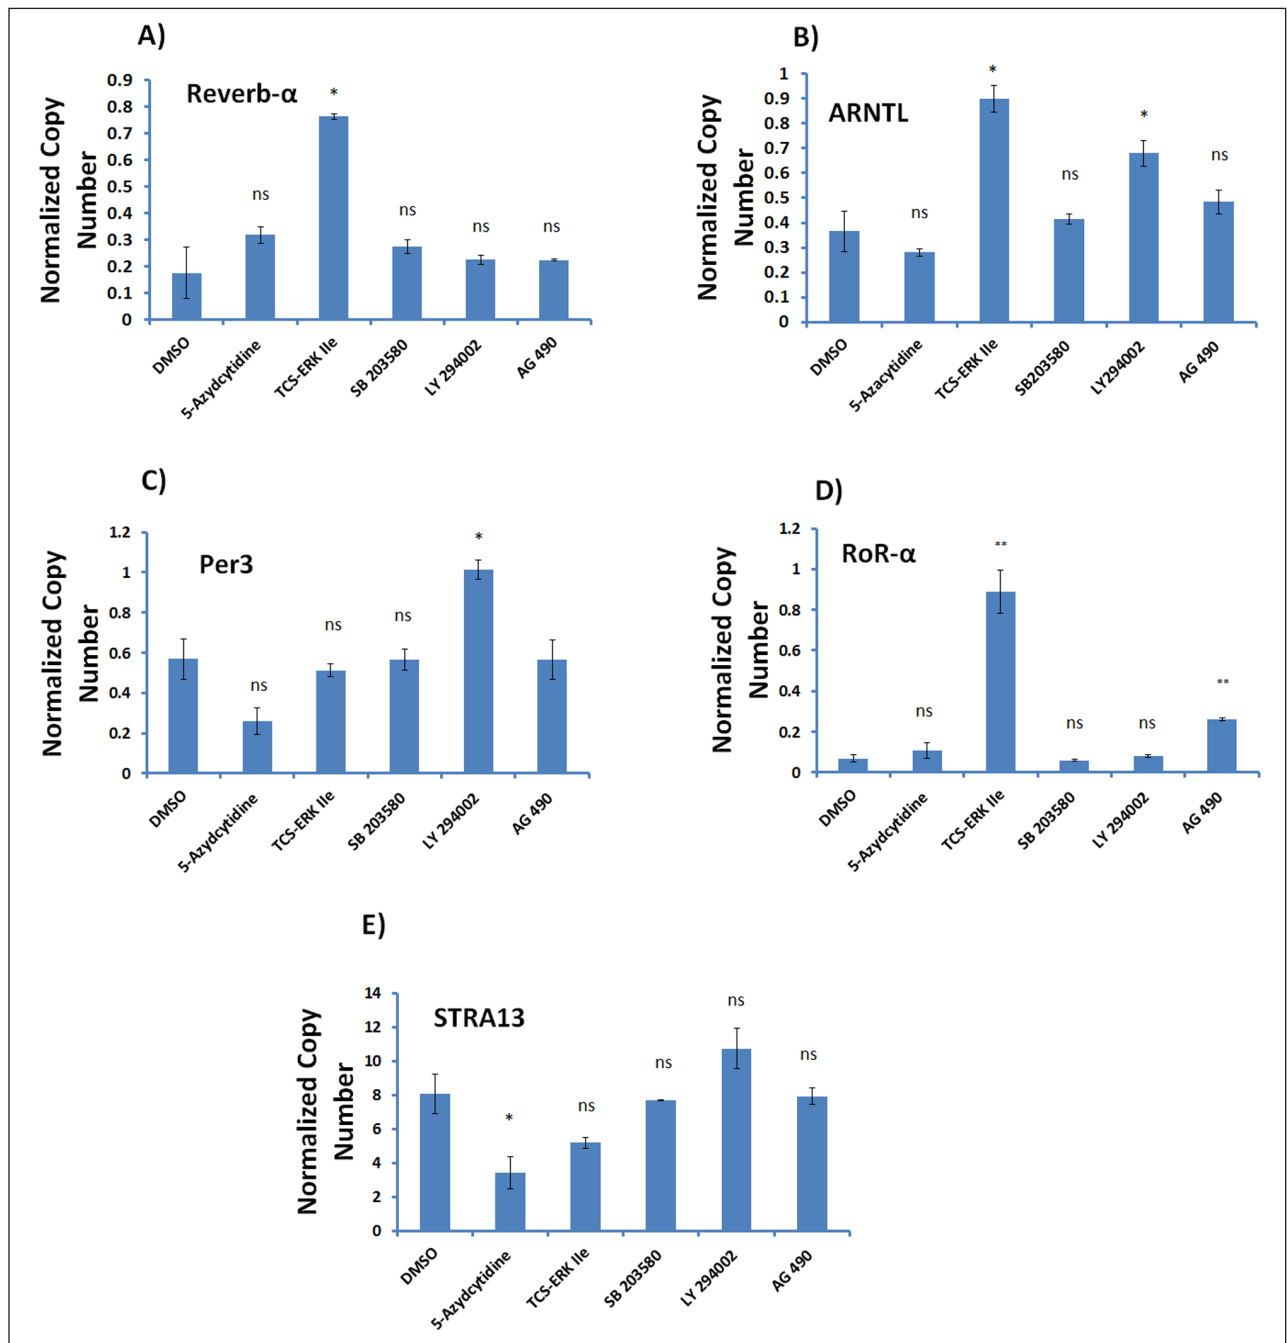 A)
Reverb-α
Normalized Copy
Number
0.9
0.8
0.7
0.6
0.5
0.4
0.3
0.2
0.1
0
ns
*
ns
ns
ns
DMSO
5-Azydcytidine
TCS-ERK IIe
SB 203580
LY 294002
AG 490
B)
ARNTL
Normalized Copy
Number
1
0.9
0.8
0.7
0.6
0.5
0.4
0.3
0.2
0.1
0
ns
*
ns
*
ns
DMSO
5-Azacytidine
TCS-ERK IIe
SB203580
LY294002
AG 490
C)
Per3
Normalized Copy
Number
1.2
1
0.8
0.6
0.4
0.2
0
ns
ns
ns
*
DMSO
5-Azydcytidine
TCS-ERK IIe
SB 203580
LY 294002
AG 490
D)
RoR-α
Normalized Copy
Number
1.2
1
0.8
0.6
0.4
0.2
0
ns
**
ns
ns
**
DMSO
5-Azydcytidine
TCS-ERK IIe
SB 203580
LY 294002
AG 490
E)
STRA13
Normalized Copy
Number
14
12
10
8
6
4
2
0
*
ns
ns
ns
ns
DMSO
5-Azydcytidine
TCS-ERK IIe
SB 203580
LY 294002
AG 490